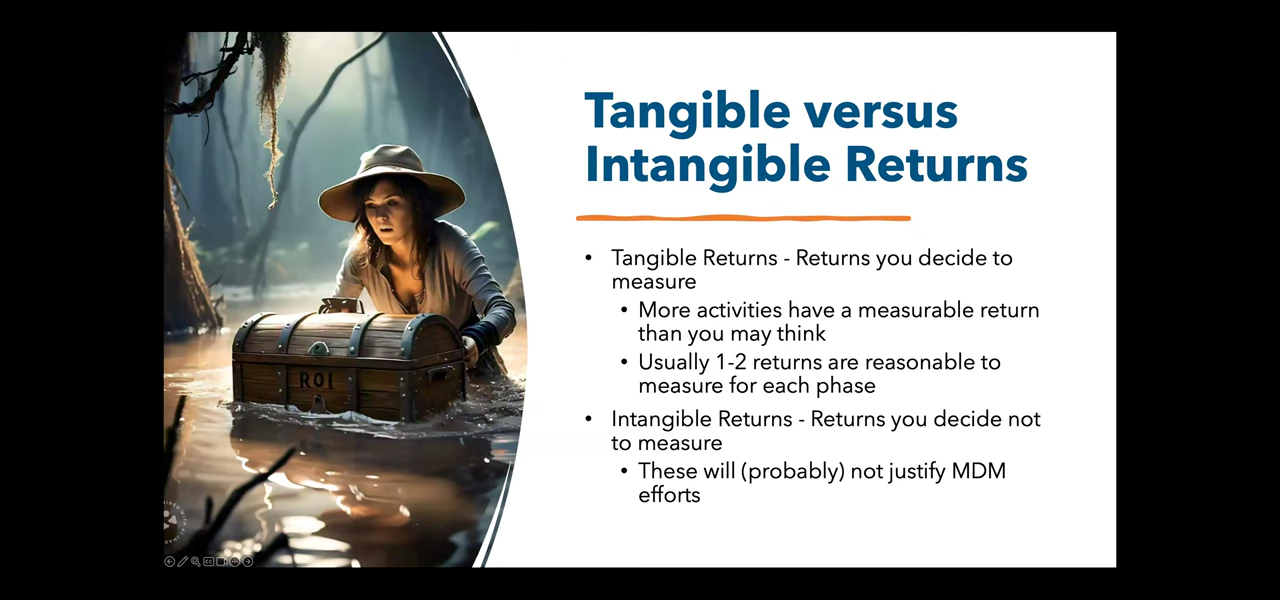 Tangible versus
Intangible Returns
• Tangible Returns - Returns you decide to
measure
• More activities have a measurable return
than you may think
• Usually 1-2 returns are reasonable to
measure for each phase
• Intangible Returns - Returns you decide not
to measure
• These will (probably) not justify MDM
efforts
ROI